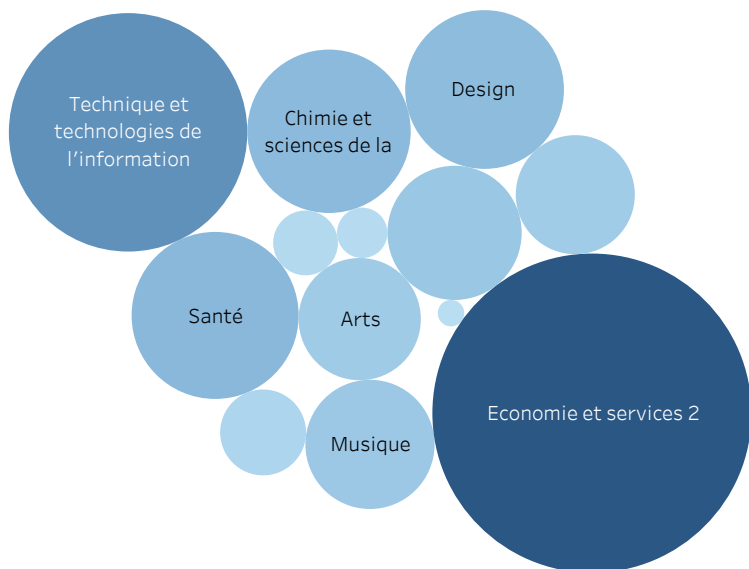 Technique et
technologies de
l'information
Chimie et
sciences de la
Design
Santé
Arts
Musique
Economie et services 2